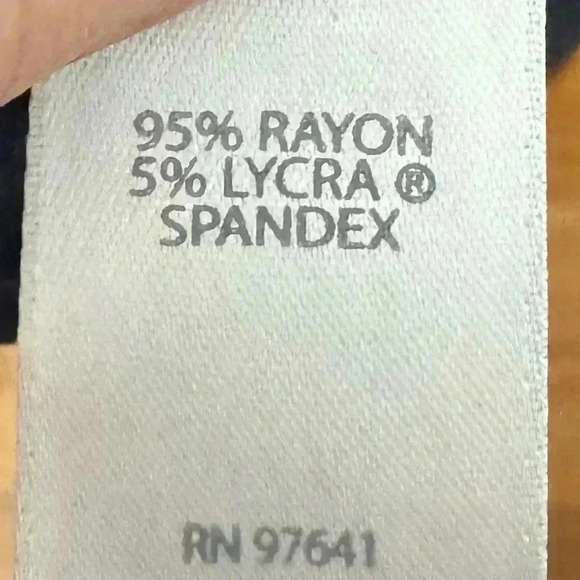 95% RAYON
5% LYCRA ®
SPANDEX
RN 97641